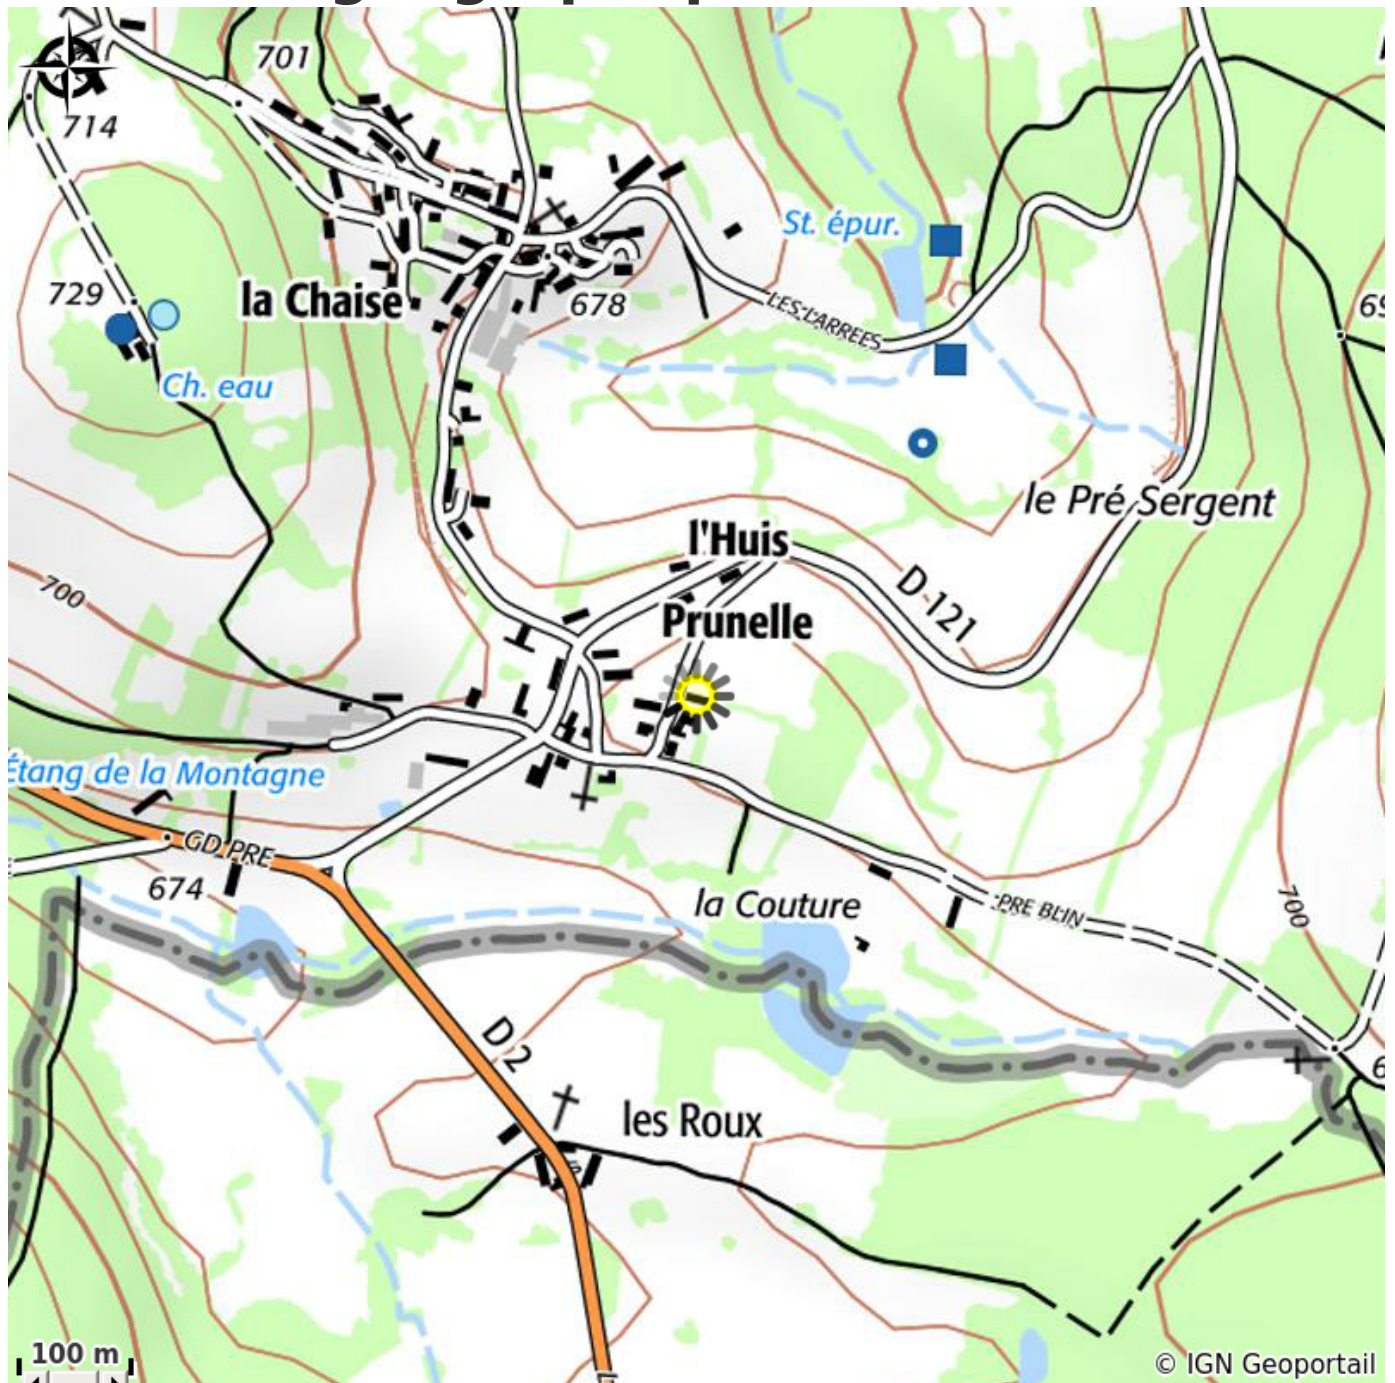 701
714
St. épur.
729
la Chaise
678
LES LARREES
Ch. eau
le Pré Sergent
l'Huis
Prunelle
D 121
700
Étang de la Montagne
GD PRE
674
la Couture
PRE BLIN
700
D 2
les Roux
100 m
© IGN Geoportail